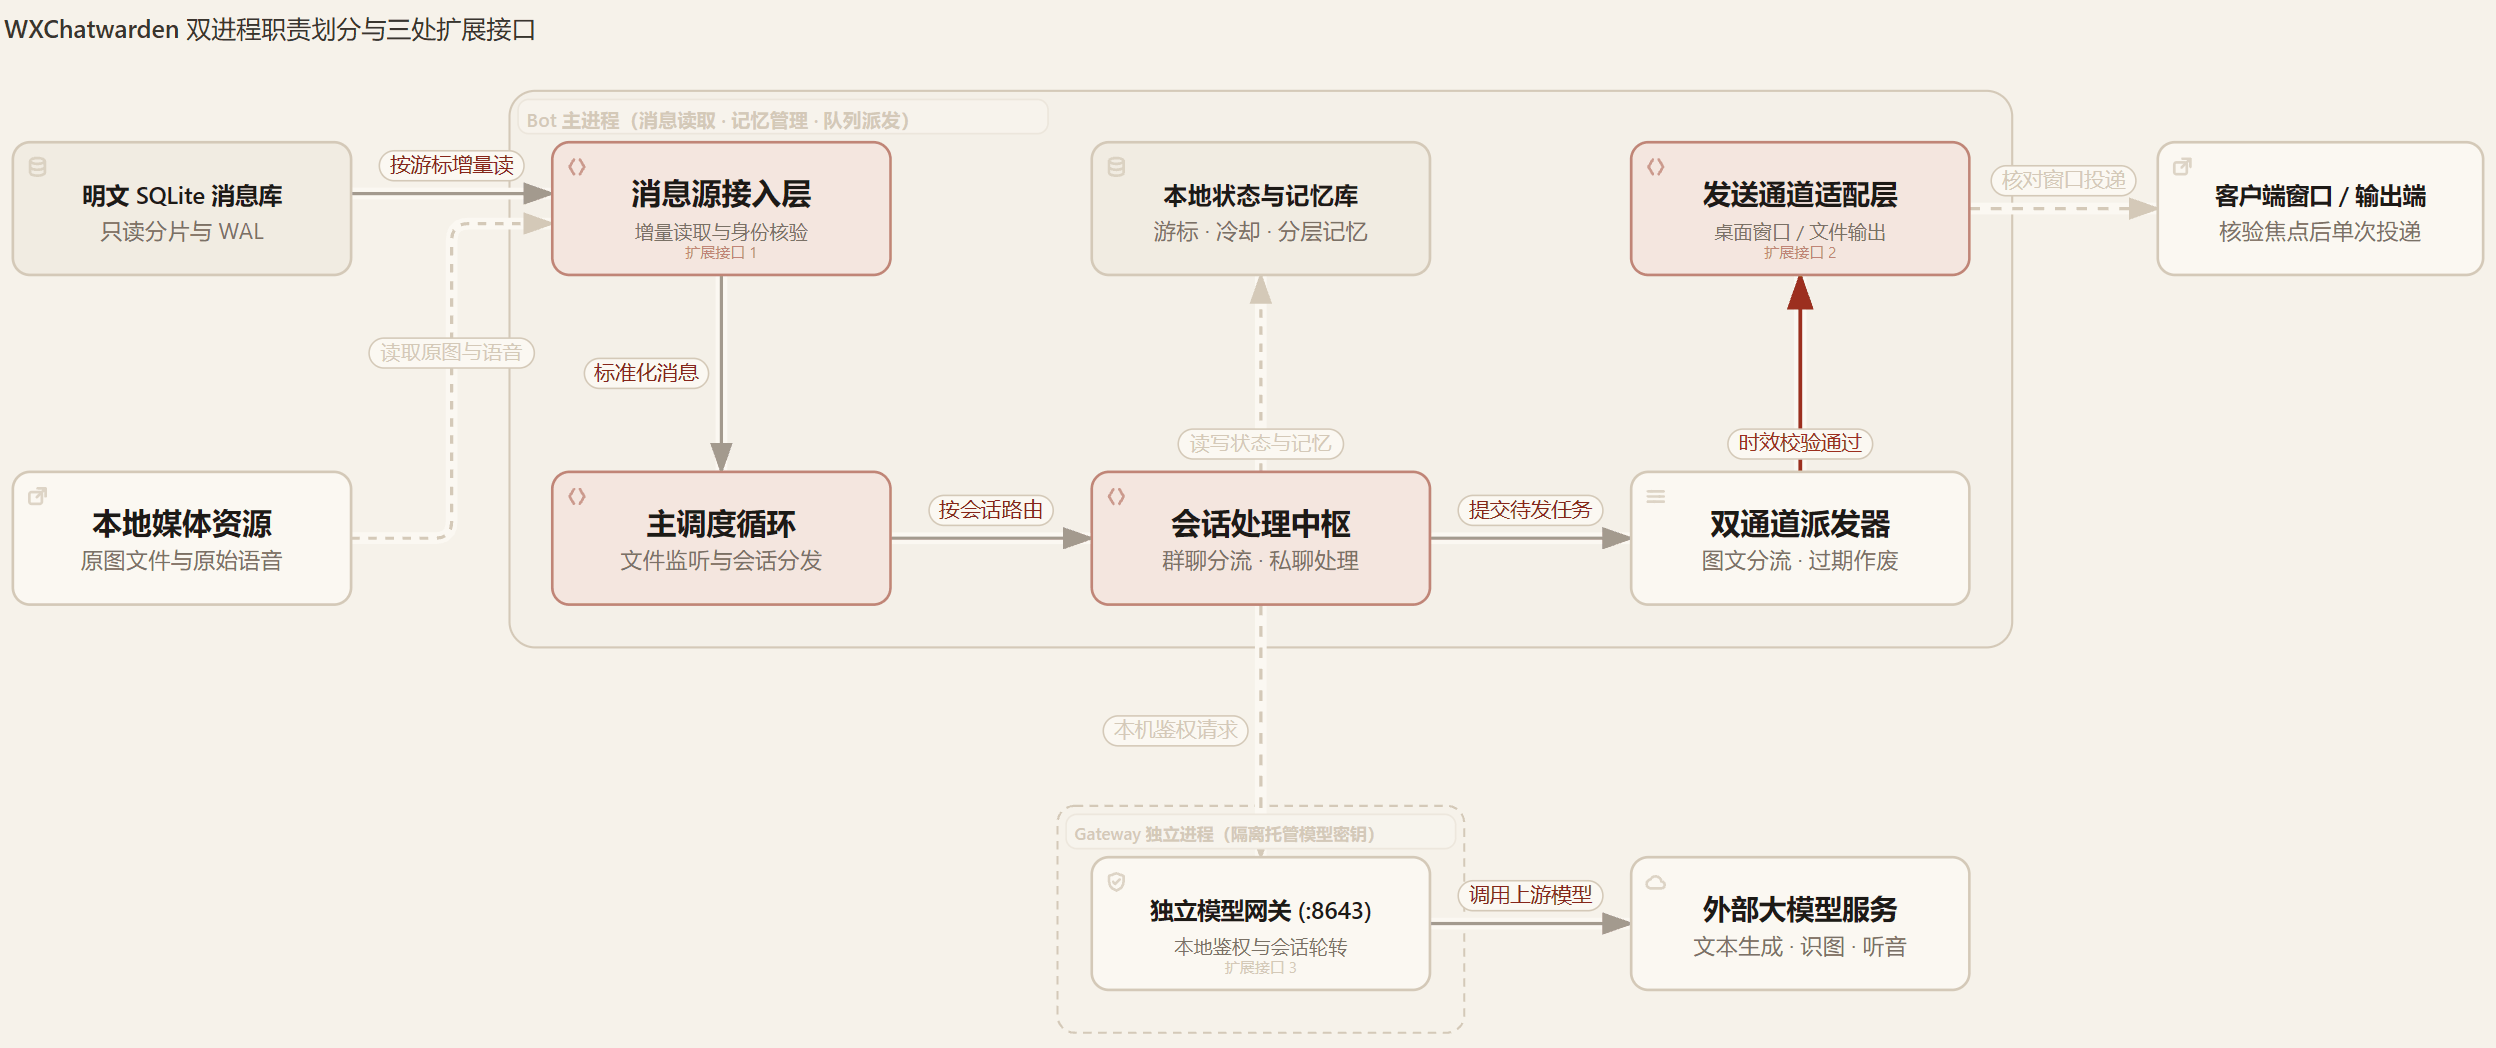 WXChatwarden 双进程职责划分与三处扩展接口
Bot 主进程（消息读取 · 记忆管理 · 队列派发）
明文 SQLite 消息库
只读分片与 WAL
按游标增量读
消息源接入层
增量读取与身份核验
扩展接口 1
本地状态与记忆库
游标 · 冷却 · 分层记忆
发送通道适配层
桌面窗口 / 文件输出
扩展接口 2
核对窗口投递
客户端窗口 / 输出端
核验焦点后单次投递
读取原图与语音
标准化消息
读写状态与记忆
时效校验通过
本地媒体资源
原图文件与原始语音
主调度循环
文件监听与会话分发
按会话路由
会话处理中枢
群聊分流 · 私聊处理
提交待发任务
双通道派发器
图文分流 · 过期作废
本机鉴权请求
Gateway 独立进程（隔离托管模型密钥）
独立模型网关 (:8643)
本地鉴权与会话轮转
扩展接口 3
调用上游模型
外部大模型服务
文本生成 · 识图 · 听音